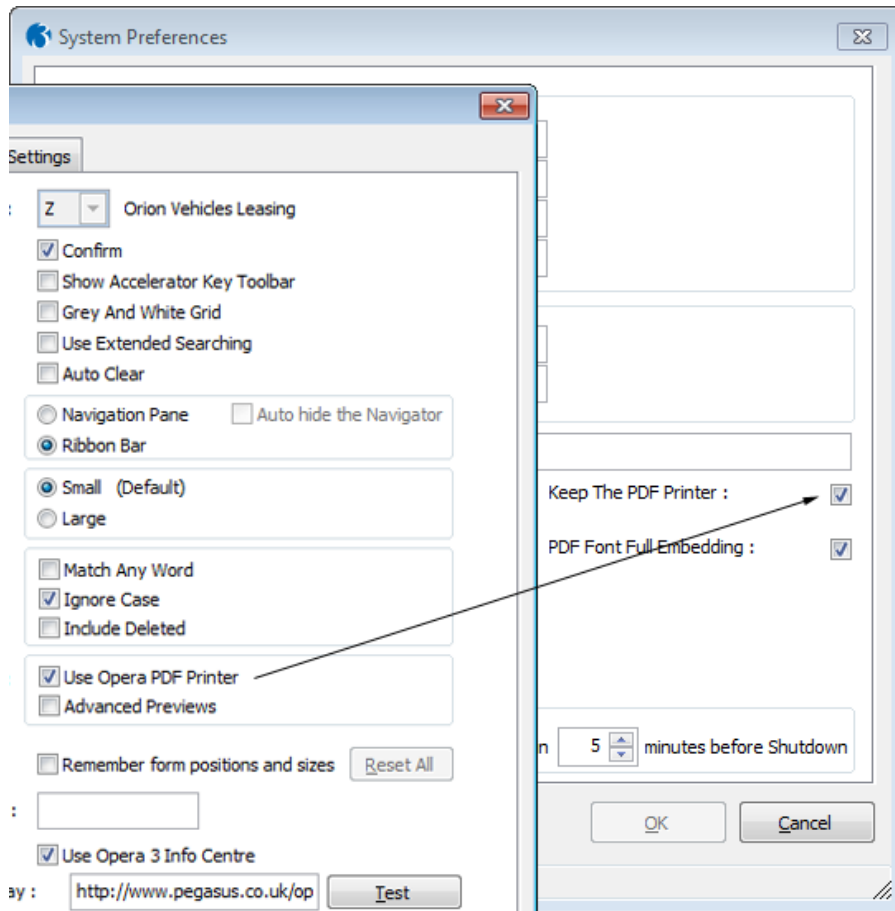 System Preferences
Settings
: Z Orion Vehicles Leasing
Confirm
Show Accelerator Key Toolbar
Grey And White Grid
Use Extended Searching
Auto Clear
Navigation Pane Auto hide the Navigator
Ribbon Bar
Small (Default)
Large
Match Any Word
Ignore Case
Include Deleted
Use Opera PDF Printer
Advanced Previews
Remember form positions and sizes Reset All
:
Use Opera 3 Info Centre
ay : http://www.pegasus.co.uk/op Test
Keep The PDF Printer :
PDF Font Full Embedding :
n 5 minutes before Shutdown
OK Cancel